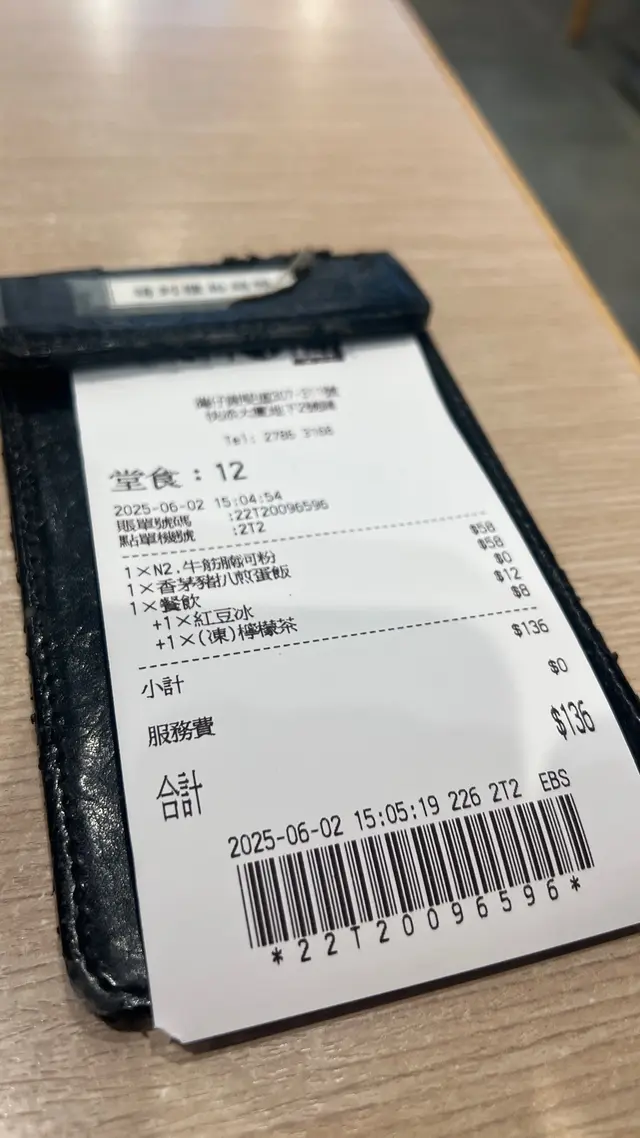 Tel: 2786 3188
堂食：12
2025-06-02 15:04:54
賬單號碼 :22T20096596
點單機號 :2T2
1×N2.牛筋腩河粉 $58
1×香茅豬扒煎蛋飯 $58
1×餐飲 $0
+1×紅豆冰 $12
+1×(凍)檸檬茶 $8
小計 $136
服務費 $0
合計 $136
2025-06-02 15:05:19 226 2T2 EBS
*22T20096596*